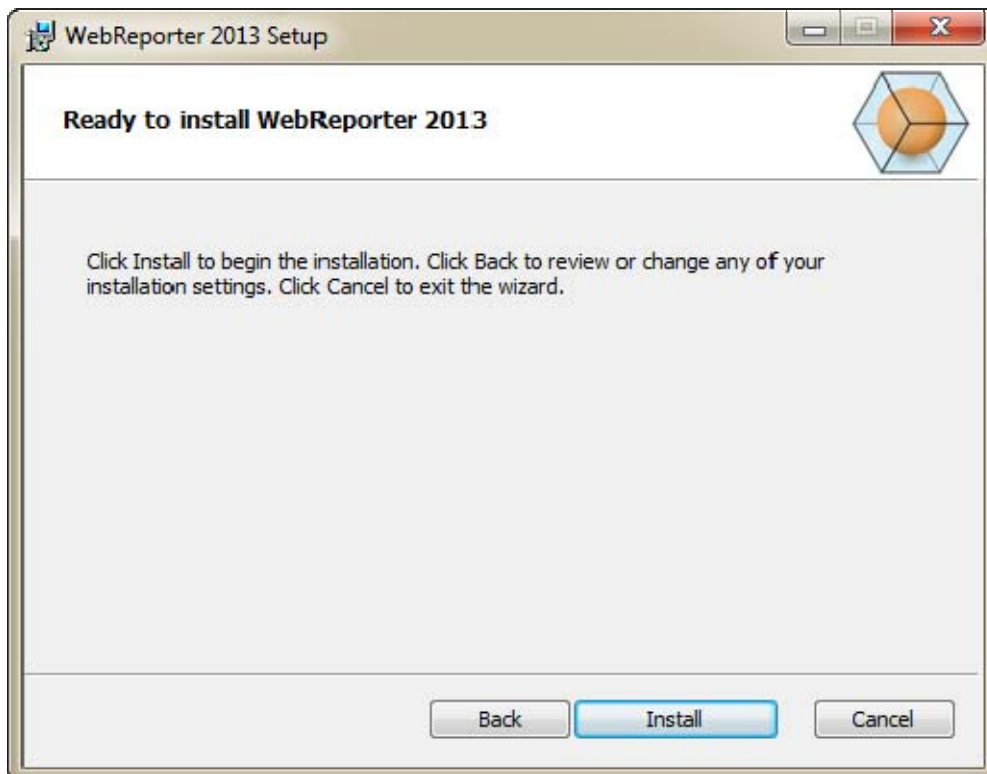 WebReporter 2013 Setup
Ready to install WebReporter 2013
Click Install to begin the installation. Click Back to review or change any of your
installation settings. Click Cancel to exit the wizard.
Back Install Cancel